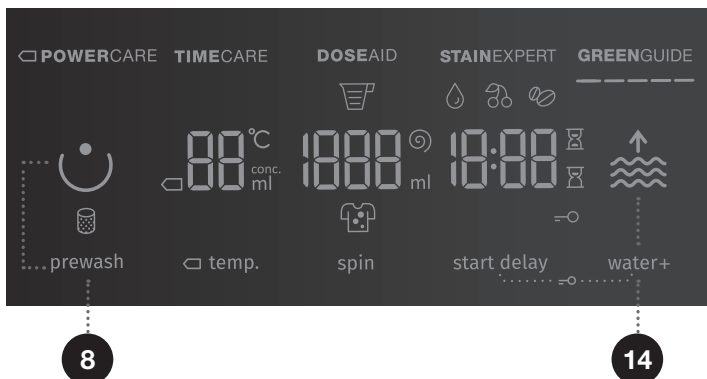 POWERCARE TIMECARE DOSEAID STAINEXPERT GREENGUIDE
88 °C conc. ml 1888 ml 18:88
prewash temp. spin start delay water+
8 14